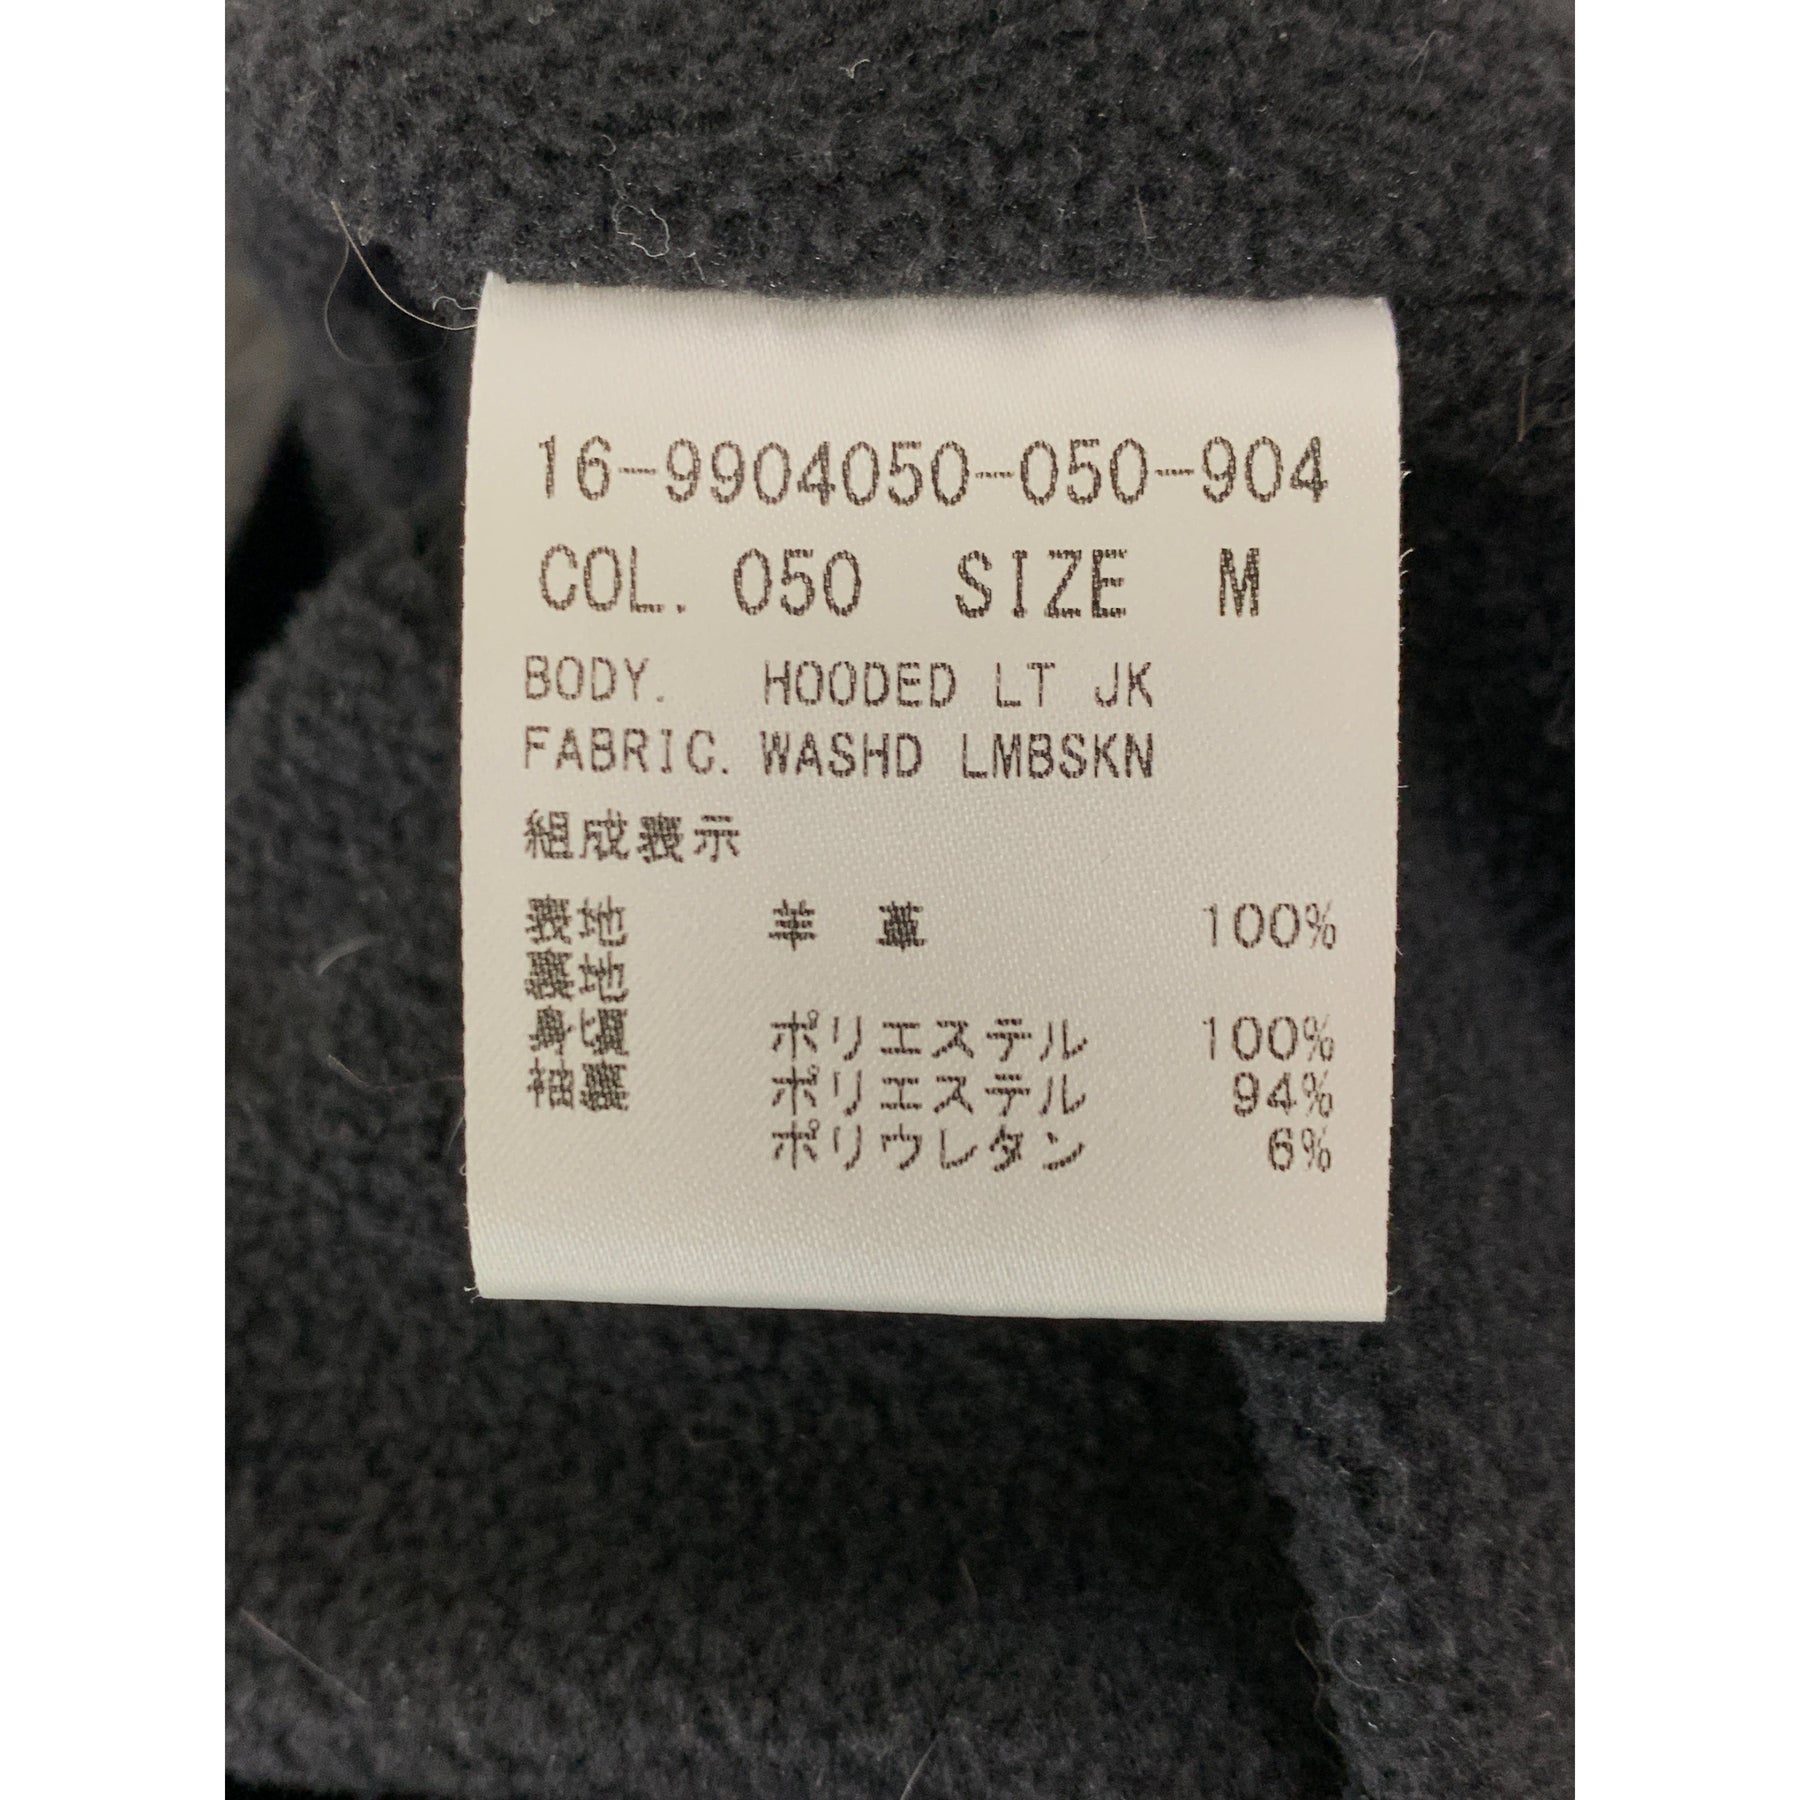 16-9904050-050-904
COL. 050 SIZE M
BODY. HOODED LT JK
FABRIC. WASHD LMBSKN
組成表示
表地 羊 革 100%
裏地
身頃 ポリエステル 100%
袖裏 ポリエステル 94%
ポリウレタン 6%